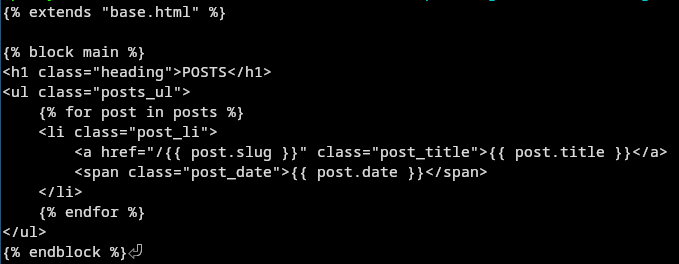 {% extends "base.html" %}

{% block main %}
<h1 class="heading">POSTS</h1>
<ul class="posts_ul">
    {% for post in posts %}
    <li class="post_li">
        <a href="/{{ post.slug }}" class="post_title">{{ post.title }}</a>
        <span class="post_date">{{ post.date }}</span>
    </li>
    {% endfor %}
</ul>
{% endblock %}⏎